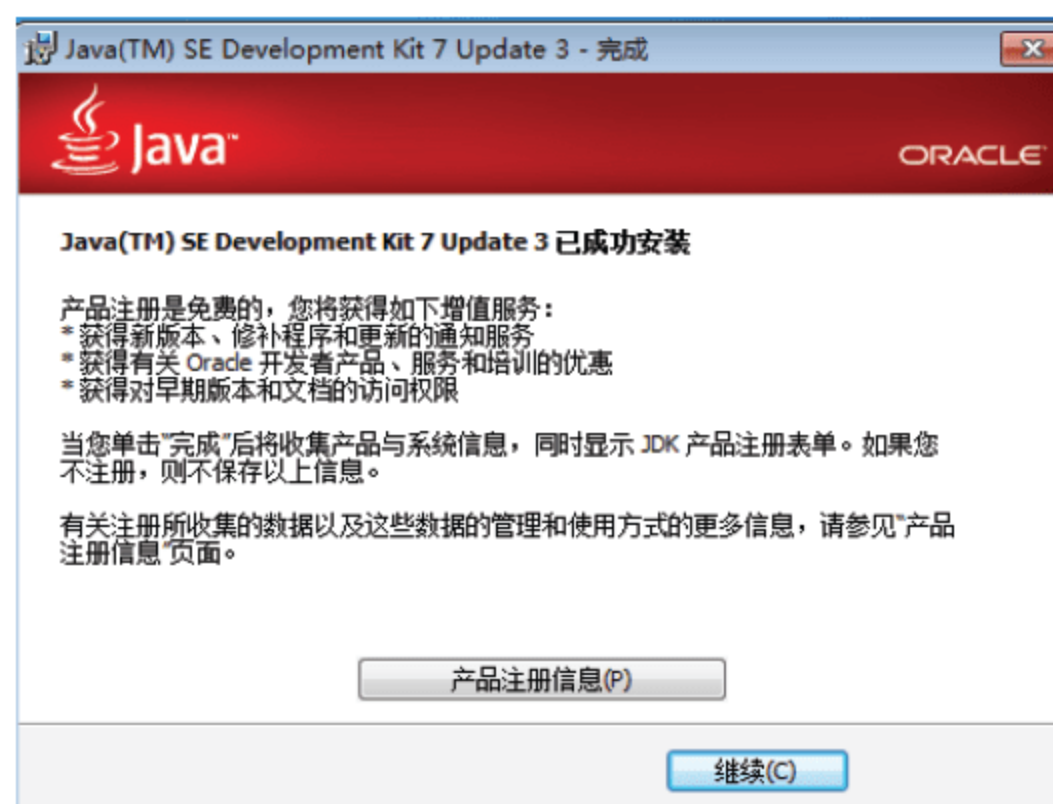 Java(TM) SE Development Kit 7 Update 3 - 完成
Java™
ORACLE
Java(TM) SE Development Kit 7 Update 3 已成功安装
产品注册是免费的，您将获得如下增值服务：
* 获得新版本、修补程序和更新的通知服务
* 获得有关 Oracle 开发者产品、服务和培训的优惠
* 获得对早期版本和文档的访问权限
当您单击"完成"后将收集产品与系统信息，同时显示 JDK 产品注册表单。如果您
不注册，则不保存以上信息。
有关注册所收集的数据以及这些数据的管理和使用方式的更多信息，请参见"产品
注册信息"页面。
产品注册信息(P)
继续(C)